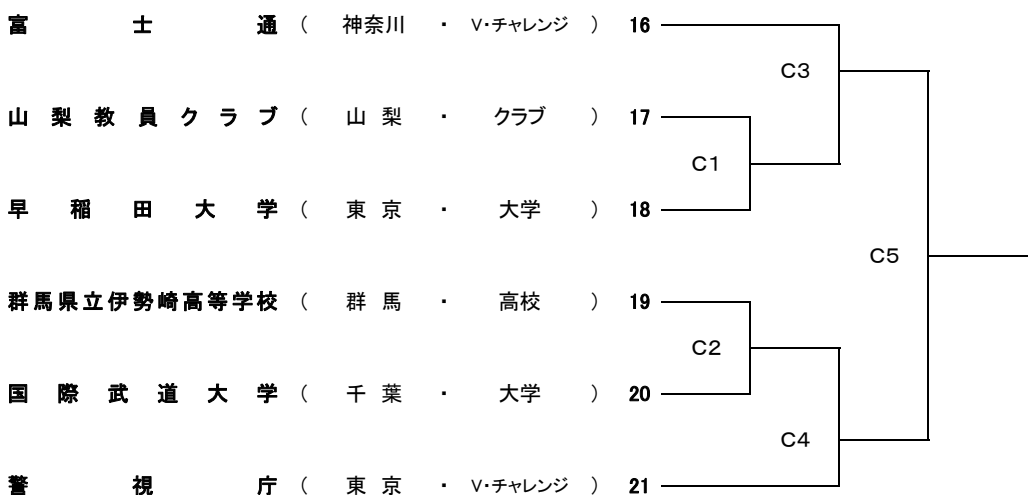 富士通（ 神奈川 ・ V・チャレンジ ） 16
C3
山梨教員クラブ（ 山梨 ・ クラブ ） 17
C1
早稲田大学（ 東京 ・ 大学 ） 18
C5
群馬県立伊勢崎高等学校（ 群馬 ・ 高校 ） 19
C2
国際武道大学（ 千葉 ・ 大学 ） 20
C4
警視庁（ 東京 ・ V・チャレンジ ） 21